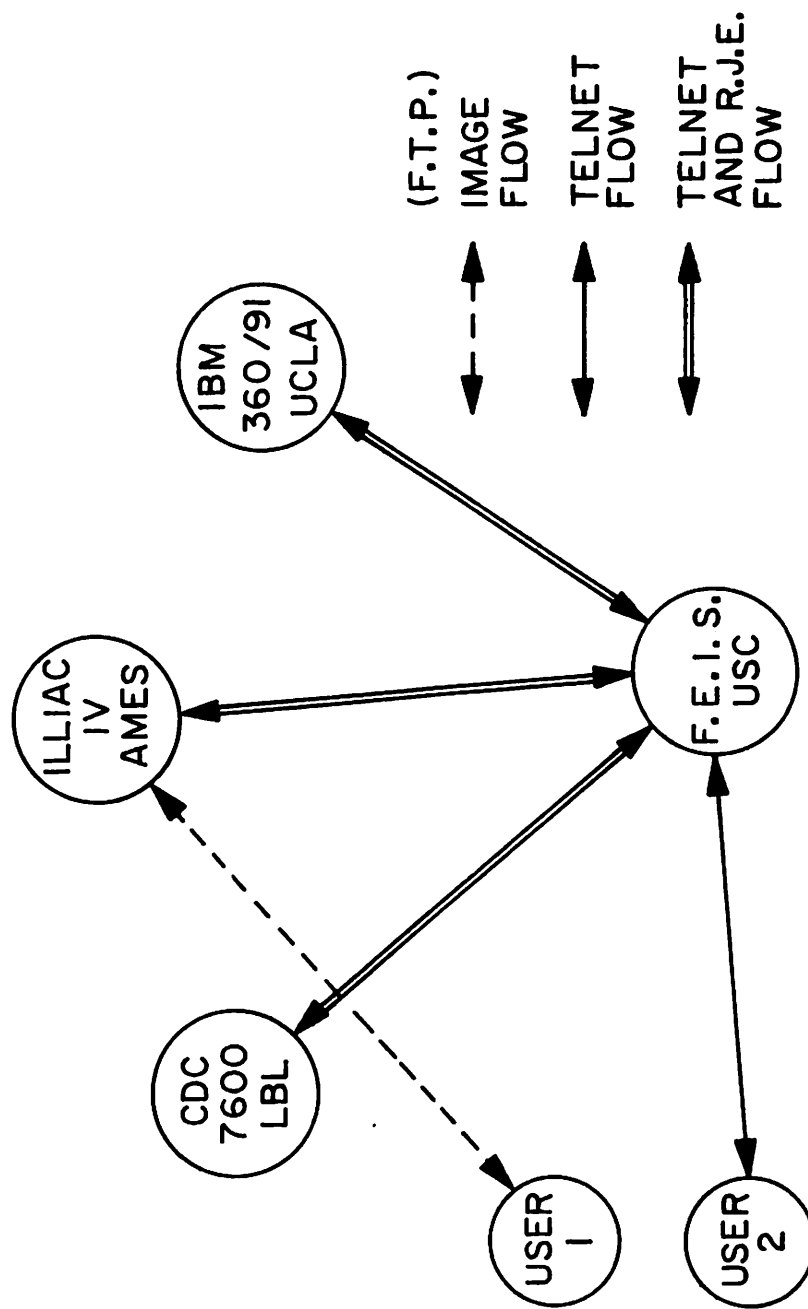 CDC
7600
LBL
ILLIAC
IV
AMES
IBM
360/91
UCLA
USER
1
USER
2
F.E.I.S.
USC
(F.T.P.)
IMAGE
FLOW
TELNET
FLOW
TELNET
AND R.J.E.
FLOW